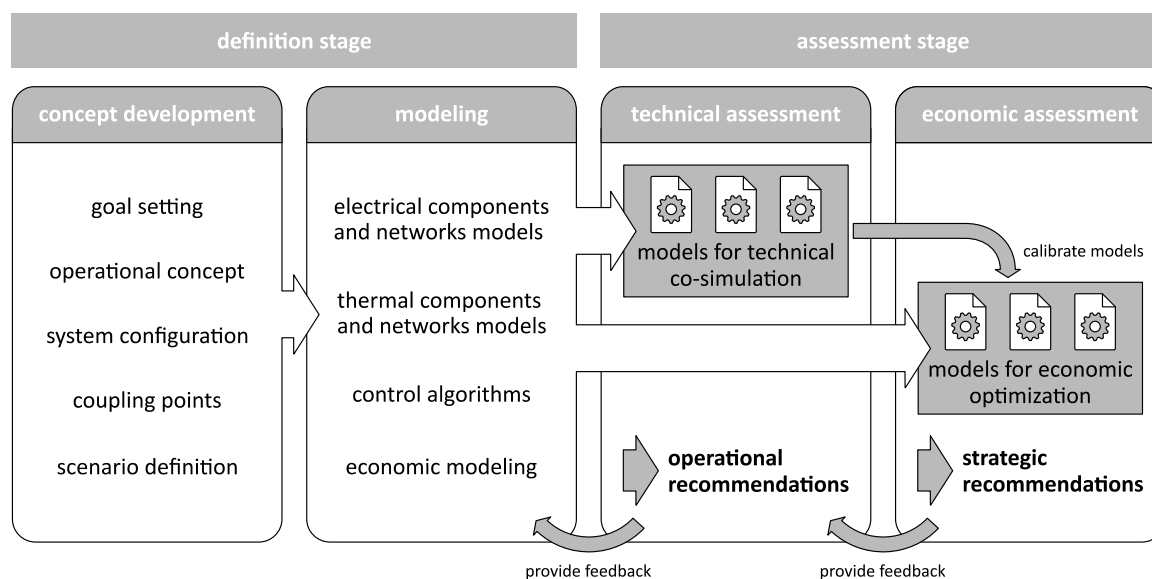 definition stage
assessment stage
concept development
goal setting
operational concept
system configuration
coupling points
scenario definition
modeling
electrical components
and networks models
thermal components
and networks models
control algorithms
economic modeling
technical assessment
models for technical
co-simulation
operational
recommendations
economic assessment
calibrate models
models for economic
optimization
strategic
recommendations
provide feedback
provide feedback